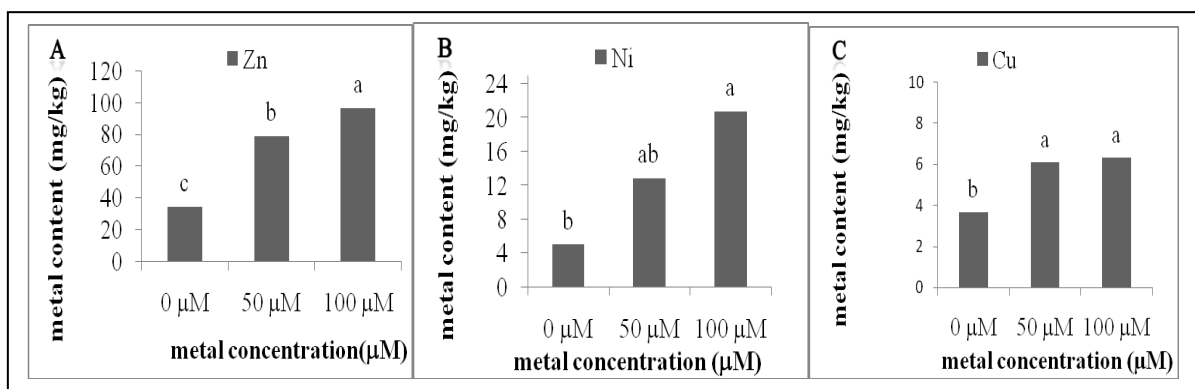 A
Zn
metal content (mg/kg)
120
100
80
60
40
20
0
c
b
a
0 µM 50 µM 100 µM
metal concentration(µM)
B
Ni
metal content (mg/kg)
24
20
16
12
8
4
0
b
ab
a
0 µM 50 µM 100 µM
metal concentration (µM)
C
Cu
metal content (mg/kg)
10
8
6
4
2
0
b
a
a
0 µM 50 µM 100 µM
metal concentration (µM)